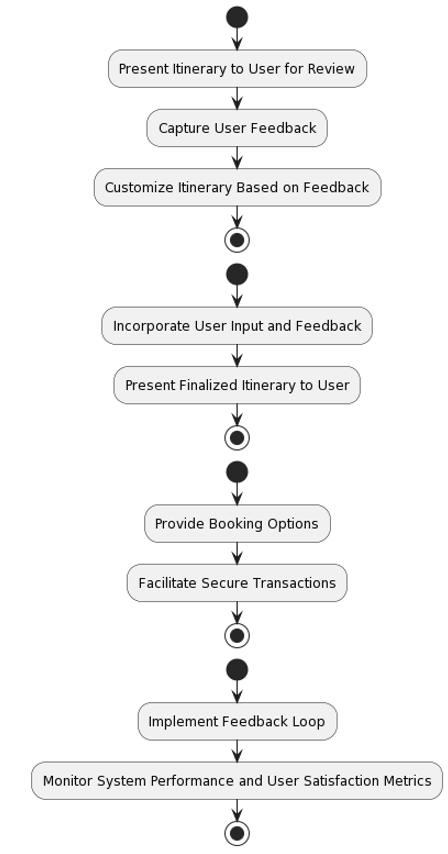 Present Itinerary to User for Review
Capture User Feedback
Customize Itinerary Based on Feedback
Incorporate User Input and Feedback
Present Finalized Itinerary to User
Provide Booking Options
Facilitate Secure Transactions
Implement Feedback Loop
Monitor System Performance and User Satisfaction Metrics